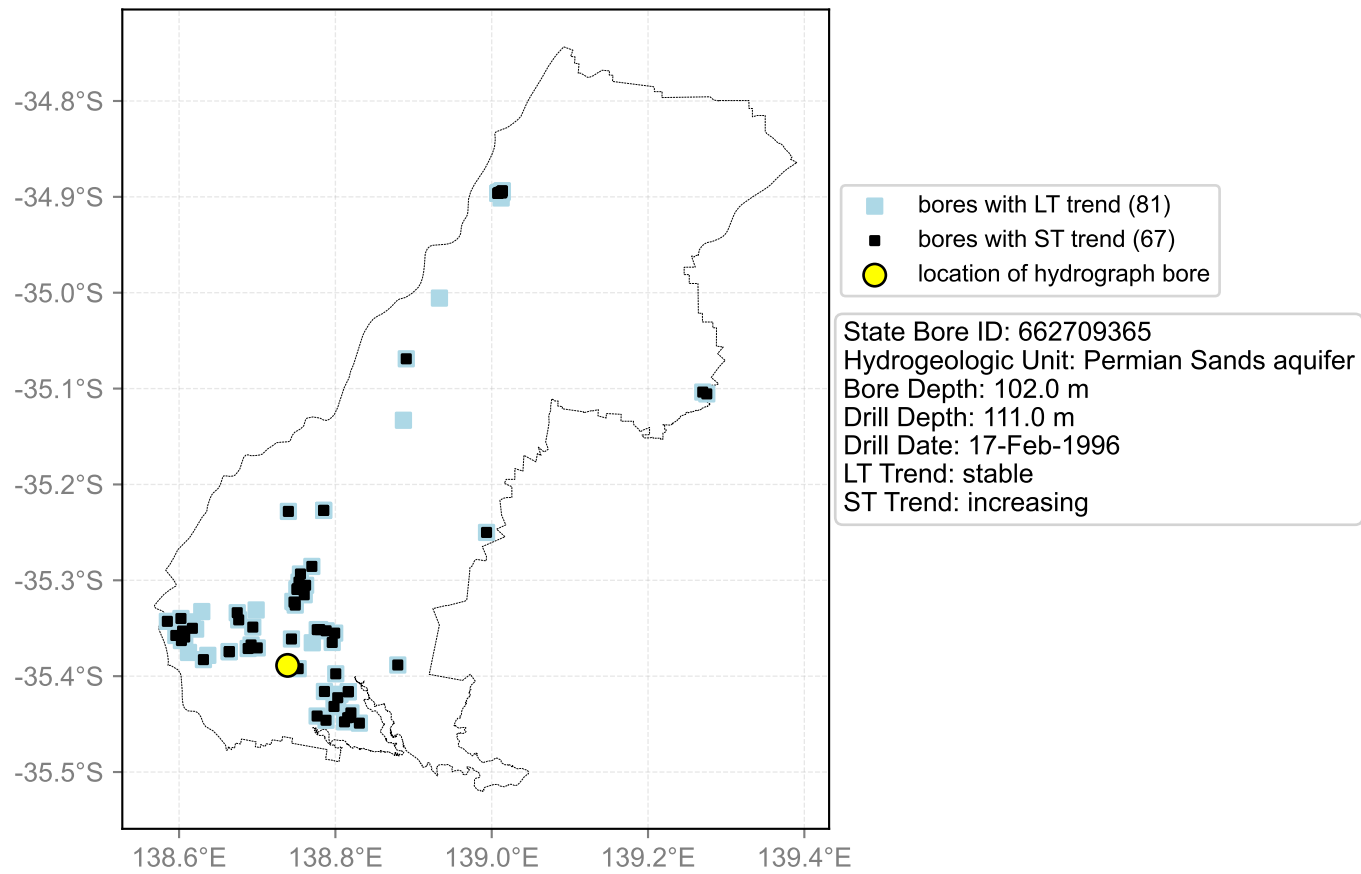 -34.8°S
-34.9°S
-35.0°S
-35.1°S
-35.2°S
-35.3°S
-35.4°S
-35.5°S
138.6°E 138.8°E 139.0°E 139.2°E 139.4°E
bores with LT trend (81)
bores with ST trend (67)
location of hydrograph bore
State Bore ID: 662709365
Hydrogeologic Unit: Permian Sands aquifer
Bore Depth: 102.0 m
Drill Depth: 111.0 m
Drill Date: 17-Feb-1996
LT Trend: stable
ST Trend: increasing